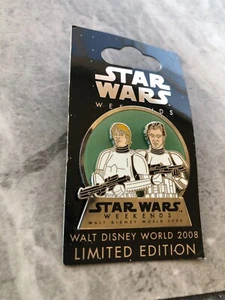 STAR
WARS
WEEKENDS
STAR WARS
WEEKENDS
WALT DISNEY WORLD 2008
WALT DISNEY WORLD 2008
LIMITED EDITION